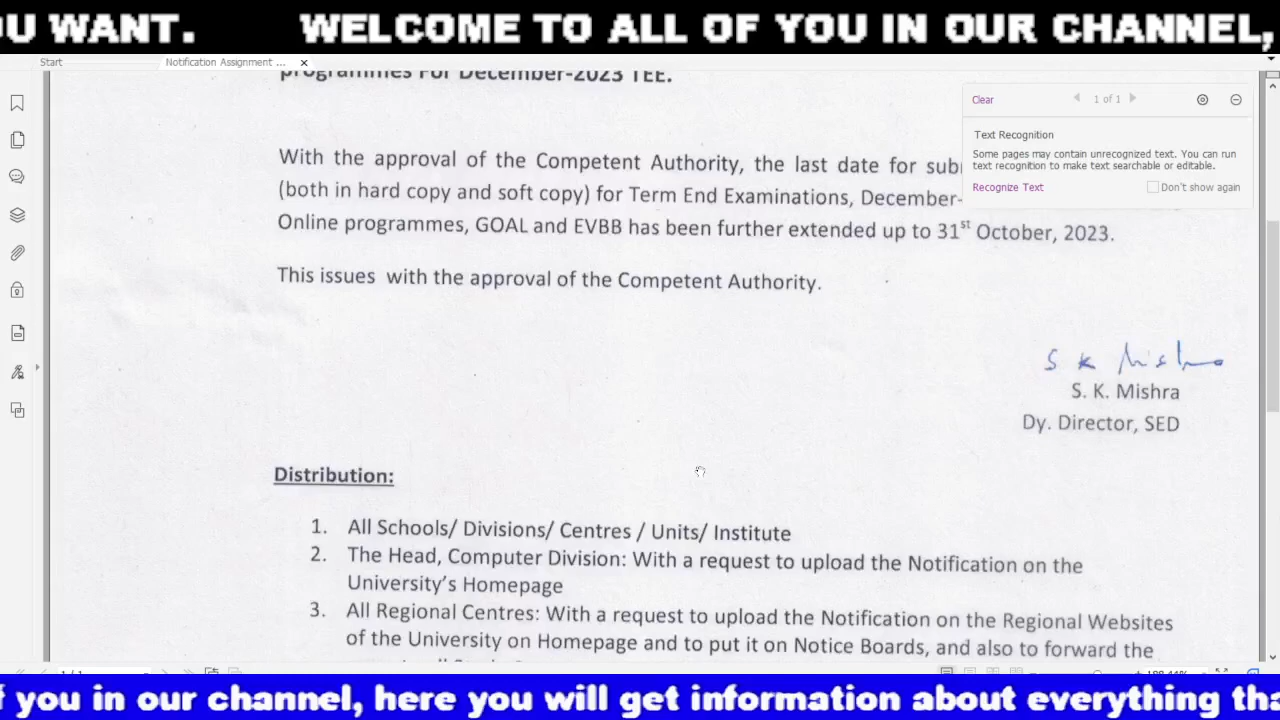 OU WANT. WELCOME TO ALL OF YOU IN OUR CHANNEL,
Start Notification Assignment ...
programmes For December-2023 TEE.
Clear 1 of 1
Text Recognition
Some pages may contain unrecognized text. You can run
text recognition to make text searchable or editable.
Recognize Text Don't show again
With the approval of the Competent Authority, the last date for sub
(both in hard copy and soft copy) for Term End Examinations, December-
Online programmes, GOAL and EVBB has been further extended up to 31st October, 2023.
This issues with the approval of the Competent Authority.
S K Mishra
S. K. Mishra
Dy. Director, SED
Distribution:
1. All Schools/ Divisions/ Centres / Units/ Institute
2. The Head, Computer Division: With a request to upload the Notification on the
University's Homepage
3. All Regional Centres: With a request to upload the Notification on the Regional Websites
of the University on Homepage and to put it on Notice Boards, and also to forward the
f you in our channel, here you will get information about everything tha